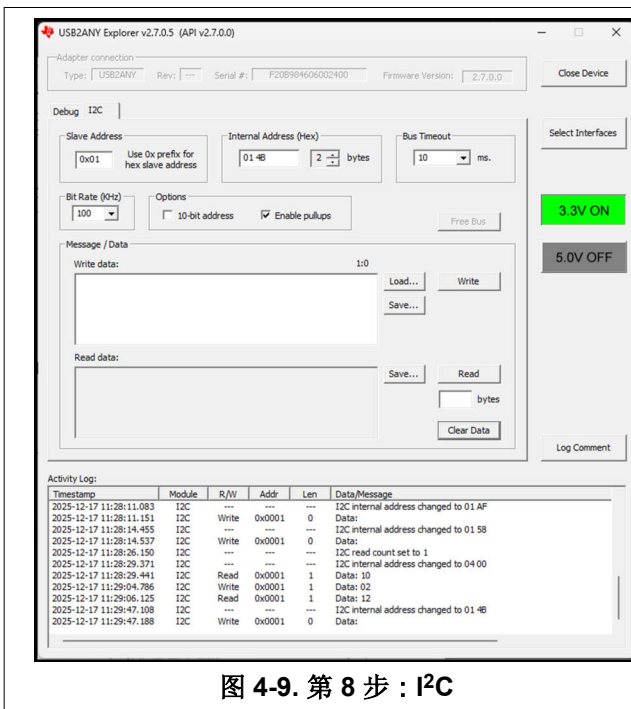 USB2ANY Explorer v2.7.0.5 (API v2.7.0.0)
Adapter connection
Type: USB2ANY Rev: --- Serial #: F20B984606002400 Firmware Version: 2.7.0.0
Close Device
Debug I2C
Select Interfaces
Slave Address
0x01 Use 0x prefix for
hex slave address
Internal Address (Hex)
01 4B 2 bytes
Bus Timeout
10 ms.
Bit Rate (KHz)
100
Options
10-bit address Enable pullups
Free Bus
3.3V ON
5.0V OFF
Message / Data
Write data: 1:0
Load... Write
Save...
Read data:
Save... Read
bytes
Clear Data
Log Comment
Activity Log:
Timestamp Module R/W Addr Len Data/Message
2025-12-17 11:28:11.083 I2C --- --- --- I2C internal address changed to 01 AF
2025-12-17 11:28:11.151 I2C Write 0x0001 0 Data:
2025-12-17 11:28:14.455 I2C --- --- --- I2C internal address changed to 01 58
2025-12-17 11:28:14.537 I2C Write 0x0001 0 Data:
2025-12-17 11:28:26.150 I2C --- --- --- I2C read count set to 1
2025-12-17 11:28:29.371 I2C --- --- --- I2C internal address changed to 04 00
2025-12-17 11:28:29.441 I2C Read 0x0001 1 Data: 10
2025-12-17 11:29:04.786 I2C Write 0x0001 1 Data: 02
2025-12-17 11:29:06.125 I2C Read 0x0001 1 Data: 12
2025-12-17 11:29:47.108 I2C --- --- --- I2C internal address changed to 01 4B
2025-12-17 11:29:47.188 I2C Write 0x0001 0 Data:
图 4-9. 第 8 步：I²C